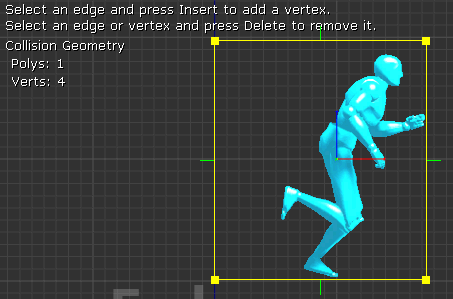 Select an edge and press Insert to add a vertex.
Select an edge or vertex and press Delete to remove it.
Collision Geometry
Polys: 1
Verts: 4